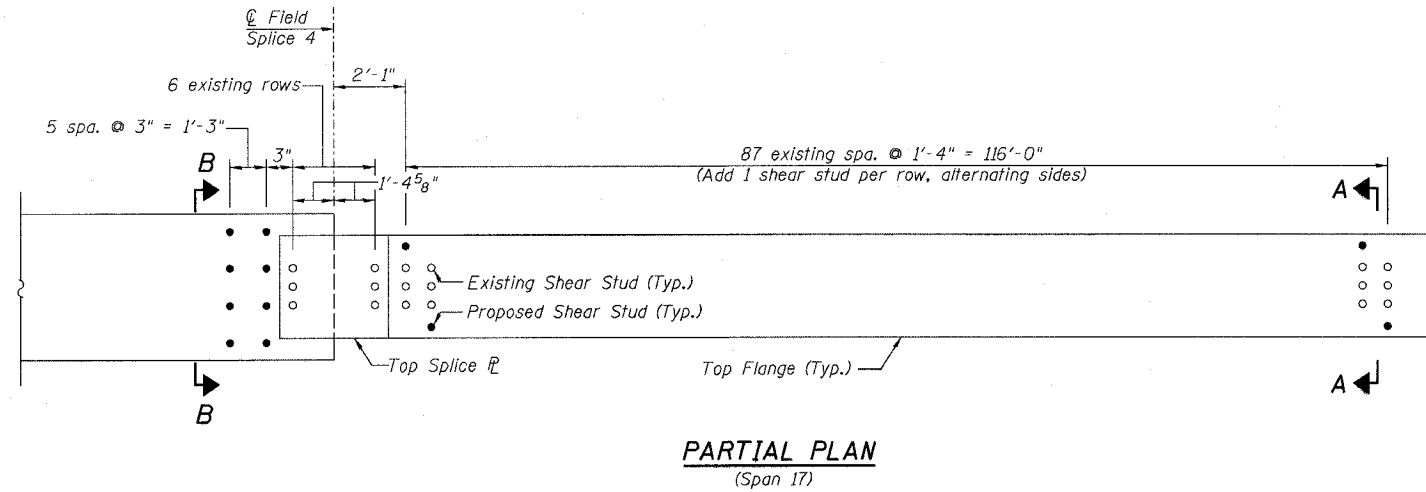 ℄ Field
Splice 4
2'-1"
6 existing rows
5 spa. @ 3" = 1'-3"
3"
B
1'-4 5/8"
87 existing spa. @ 1'-4" = 116'-0"
(Add 1 shear stud per row, alternating sides)
A
Existing Shear Stud (Typ.)
Proposed Shear Stud (Typ.)
Top Splice ⅊
Top Flange (Typ.)
B
A
PARTIAL PLAN
(Span 17)